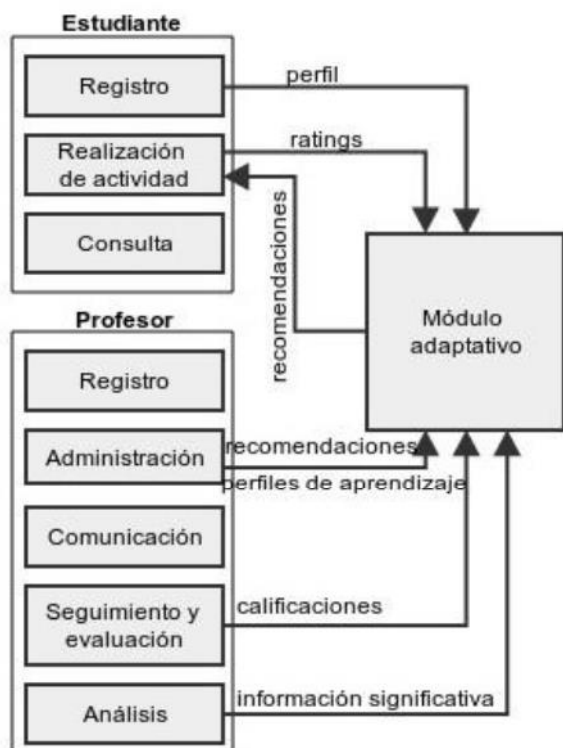 Estudiante
Registro
perfil
Realización
de actividad
ratings
recomendaciones
Consulta
Módulo
adaptativo
Profesor
Registro
Administración
recomendaciones
perfiles de aprendizaje
Comunicación
Seguimiento y
evaluación
calificaciones
Análisis
información significativa